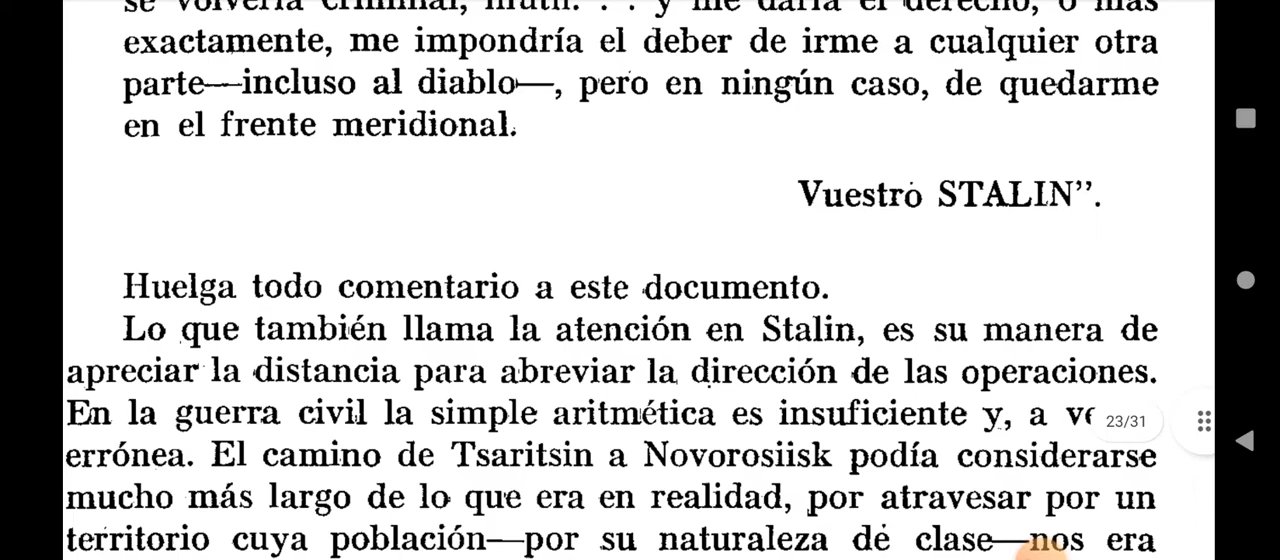 exactamente, me impondría el deber de irme a cualquier otra
parte—incluso al diablo—, pero en ningún caso, de quedarme
en el frente meridional.
Vuestro STALIN”.
Huelga todo comentario a este documento.
Lo que también llama la atención en Stalin, es su manera de
apreciar la distancia para abreviar la dirección de las operaciones.
En la guerra civil la simple aritmética es insuficiente y, a
23/31
errónea. El camino de Tsaritsin a Novorosiisk podía considerarse
mucho más largo de lo que era en realidad, por atravesar por un
territorio cuya población—por su naturaleza de clase—nos era